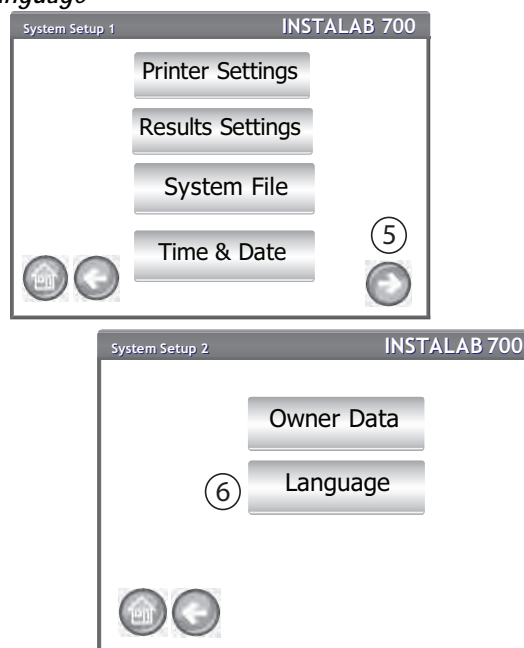 System Setup 1 INSTALAB 700
Printer Settings
Results Settings
System File
5
Time & Date
System Setup 2 INSTALAB 700
Owner Data
6
Language